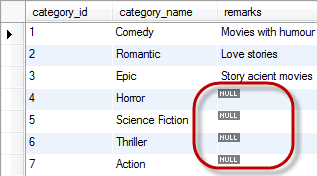 category_id category_name remarks
1 Comedy Movies with humour
2 Romantic Love stories
3 Epic Story acient movies
4 Horror NULL
5 Science Fiction NULL
6 Thriller NULL
7 Action NULL